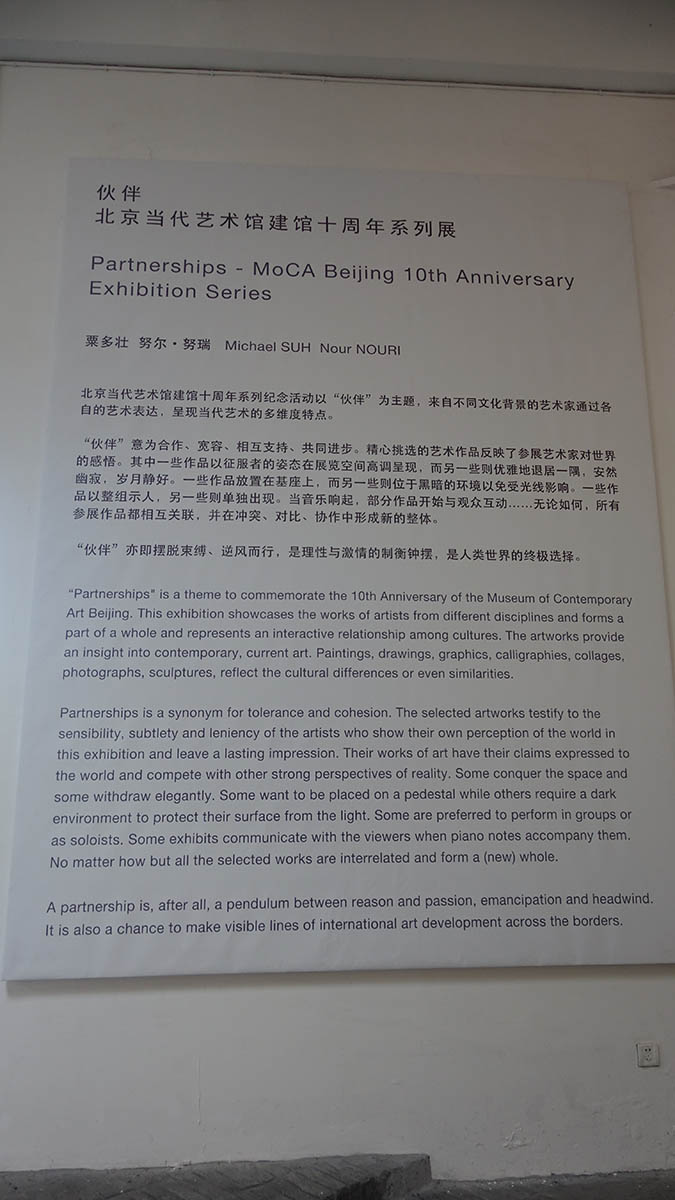 伙伴
北京当代艺术馆建馆十周年系列展
Partnerships - MoCA Beijing 10th Anniversary
Exhibition Series
粟多壮 努尔·努瑞 Michael SUH Nour NOURI
北京当代艺术馆建馆十周年系列纪念活动以“伙伴”为主题，来自不同文化背景的艺术家通过各
自的艺术表达，呈现当代艺术的多维度特点。
“伙伴”意为合作、宽容、相互支持、共同进步。精心挑选的艺术作品反映了参展艺术家对世界
的感悟。其中一些作品以征服者的姿态在展览空间高调呈现，而另一些则优雅地退居一隅，安然
幽寂，岁月静好。一些作品放置在基座上，而另一些则位于黑暗的环境以免受光线影响。一些作
品以整组示人，另一些则单独出现。当音乐响起，部分作品开始与观众互动……无论如何，所有
参展作品都相互关联，并在冲突、对比、协作中形成新的整体。
“伙伴”亦即摆脱束缚、逆风而行，是理性与激情的制衡钟摆，是人类世界的终极选择。
“Partnerships" is a theme to commemorate the 10th Anniversary of the Museum of Contemporary
Art Beijing. This exhibition showcases the works of artists from different disciplines and forms a
part of a whole and represents an interactive relationship among cultures. The artworks provide
an insight into contemporary, current art. Paintings, drawings, graphics, calligraphies, collages,
photographs, sculptures, reflect the cultural differences or even similarities.
Partnerships is a synonym for tolerance and cohesion. The selected artworks testify to the
sensibility, subtlety and leniency of the artists who show their own perception of the world in
this exhibition and leave a lasting impression. Their works of art have their claims expressed to
the world and compete with other strong perspectives of reality. Some conquer the space and
some withdraw elegantly. Some want to be placed on a pedestal while others require a dark
environment to protect their surface from the light. Some are preferred to perform in groups or
as soloists. Some exhibits communicate with the viewers when piano notes accompany them.
No matter how but all the selected works are interrelated and form a (new) whole.
A partnership is, after all, a pendulum between reason and passion, emancipation and headwind.
It is also a chance to make visible lines of international art development across the borders.